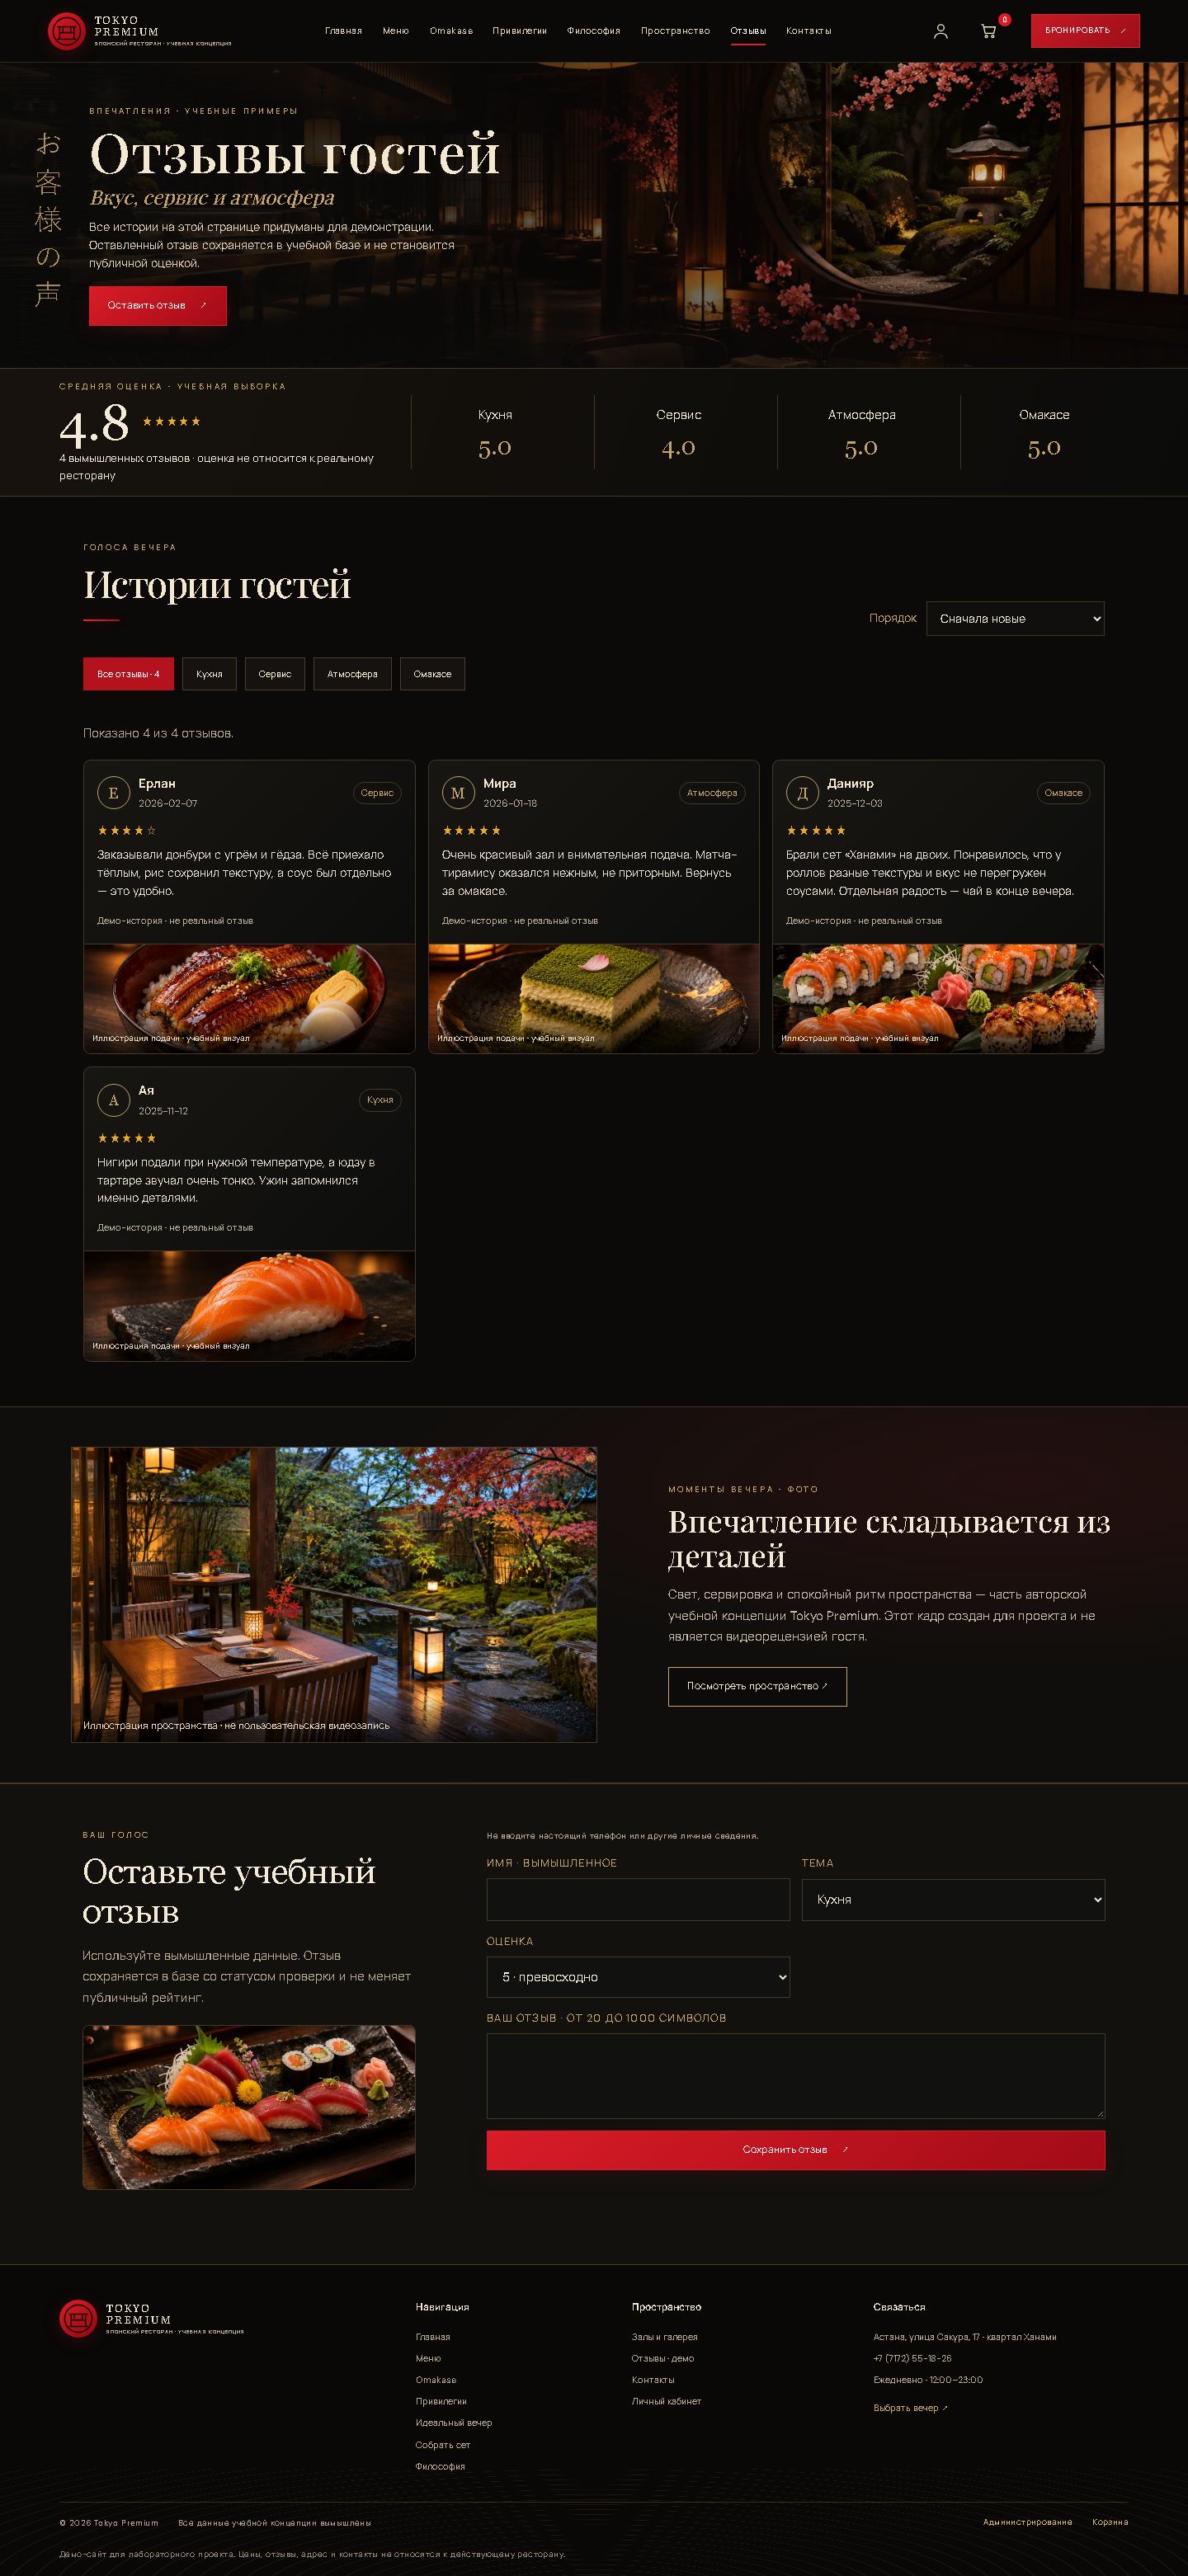 TOKYO
PREMIUM
ЯПОНСКИЙ РЕСТОРАН · УЧЕБНАЯ КОНЦЕПЦИЯ
Главная
Меню
Omakase
Привилегии
Философия
Пространство
Отзывы
Контакты
0
БРОНИРОВАТЬ ↗
お客様の声
ВПЕЧАТЛЕНИЯ · УЧЕБНЫЕ ПРИМЕРЫ
Отзывы гостей
Вкус, сервис и атмосфера
Все истории на этой странице придуманы для демонстрации.
Оставленный отзыв сохраняется в учебной базе и не становится
публичной оценкой.
Оставить отзыв ↗
СРЕДНЯЯ ОЦЕНКА · УЧЕБНАЯ ВЫБОРКА
4.8 ★★★★★
4 вымышленных отзывов · оценка не относится к реальному
ресторану
Кухня
5.0
Сервис
4.0
Атмосфера
5.0
Омакасе
5.0
ГОЛОСА ВЕЧЕРА
Истории гостей
Порядок
Сначала новые
Все отзывы · 4
Кухня
Сервис
Атмосфера
Омакасе
Показано 4 из 4 отзывов.
Е
Ерлан
2026-02-07
Сервис
★★★★☆
Заказывали донбури с угрём и гёдза. Всё приехало
тёплым, рис сохранил текстуру, а соус был отдельно
— это удобно.
Демо-история · не реальный отзыв
Иллюстрация подачи · учебный визуал
М
Мира
2026-01-18
Атмосфера
★★★★★
Очень красивый зал и внимательная подача. Матча-
тирамису оказался нежным, не приторным. Вернусь
за омакасе.
Демо-история · не реальный отзыв
Иллюстрация подачи · учебный визуал
Д
Данияр
2025-12-03
Омакасе
★★★★★
Брали сет «Ханами» на двоих. Понравилось, что у
роллов разные текстуры и вкус не перегружен
соусами. Отдельная радость — чай в конце вечера.
Демо-история · не реальный отзыв
Иллюстрация подачи · учебный визуал
А
Ая
2025-11-12
Кухня
★★★★★
Нигири подали при нужной температуре, а юдзу в
тартаре звучал очень тонко. Ужин запомнился
именно деталями.
Демо-история · не реальный отзыв
Иллюстрация подачи · учебный визуал
Иллюстрация пространства · не пользовательская видеозапись
МОМЕНТЫ ВЕЧЕРА · ФОТО
Впечатление складывается из
деталей
Свет, сервировка и спокойный ритм пространства — часть авторской
учебной концепции Tokyo Premium. Этот кадр создан для проекта и не
является видеорецензией гостя.
Посмотреть пространство ↗
ВАШ ГОЛОС
Оставьте учебный
отзыв
Используйте вымышленные данные. Отзыв
сохраняется в базе со статусом проверки и не меняет
публичный рейтинг.
Не вводите настоящий телефон или другие личные сведения.
ИМЯ · ВЫМЫШЛЕННОЕ
ТЕМА
Кухня
ОЦЕНКА
5 · превосходно
ВАШ ОТЗЫВ · ОТ 20 ДО 1000 СИМВОЛОВ
Сохранить отзыв ↗
TOKYO
PREMIUM
ЯПОНСКИЙ РЕСТОРАН · УЧЕБНАЯ КОНЦЕПЦИЯ
Навигация
Главная
Меню
Omakase
Привилегии
Идеальный вечер
Собрать сет
Философия
Пространство
Залы и галерея
Отзывы · демо
Контакты
Личный кабинет
Связаться
Астана, улица Сакура, 17 · квартал Ханами
+7 (7172) 55-18-26
Ежедневно · 12:00–23:00
Выбрать вечер ↗
© 2026 Tokyo Premium
Все данные учебной концепции вымышлены
Администрирование
Корзина
Демо-сайт для лабораторного проекта. Цены, отзывы, адрес и контакты не относятся к действующему ресторану.